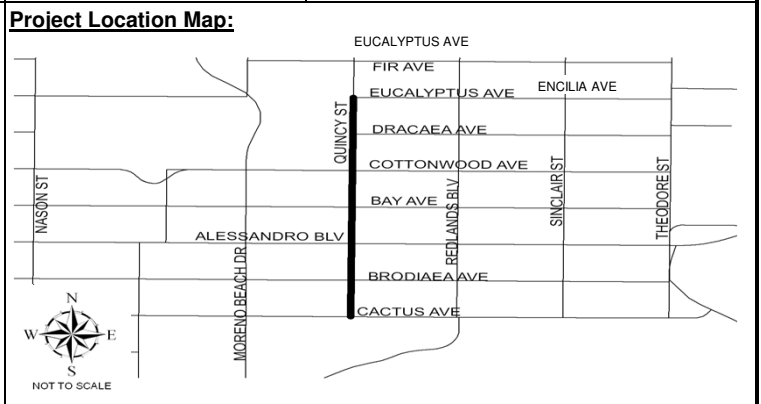 Project Location Map:
EUCALYPTUS AVE
FIR AVE
EUCALYPTUS AVE
ENCILIA AVE
QUINCY ST
DRACAEA AVE
COTTONWOOD AVE
NASON ST
BAY AVE
REDLANDS BLV
SINCLAIR ST
THEODORE ST
ALESSANDRO BLV
MORENO BEACH DR
BRODIAEA AVE
CACTUS AVE
N
W
E
S
NOT TO SCALE